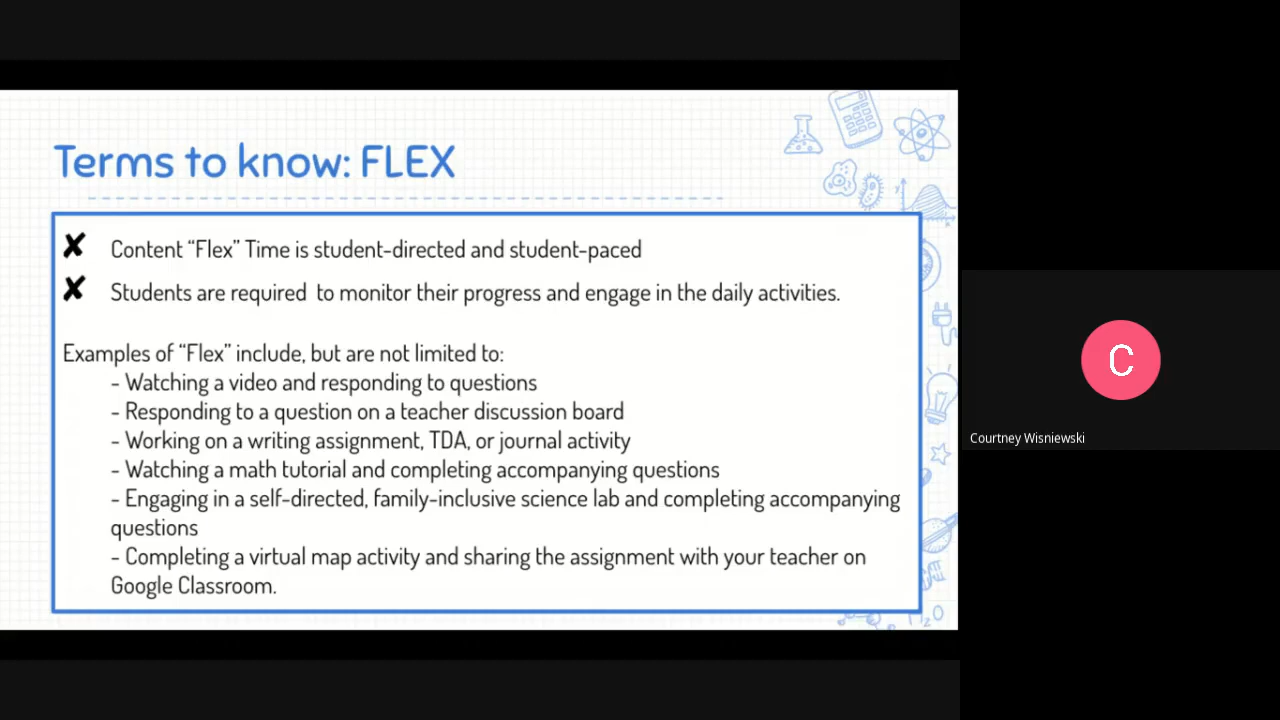 Terms to know: FLEX
✘ Content “Flex” Time is student-directed and student-paced
✘ Students are required  to monitor their progress and engage in the daily activities.
Examples of “Flex” include, but are not limited to:
- Watching a video and responding to questions
- Responding to a question on a teacher discussion board
- Working on a writing assignment, TDA, or journal activity
- Watching a math tutorial and completing accompanying questions
- Engaging in a self-directed, family-inclusive science lab and completing accompanying
questions
- Completing a virtual map activity and sharing the assignment with your teacher on
Google Classroom.
C
Courtney Wisniewski